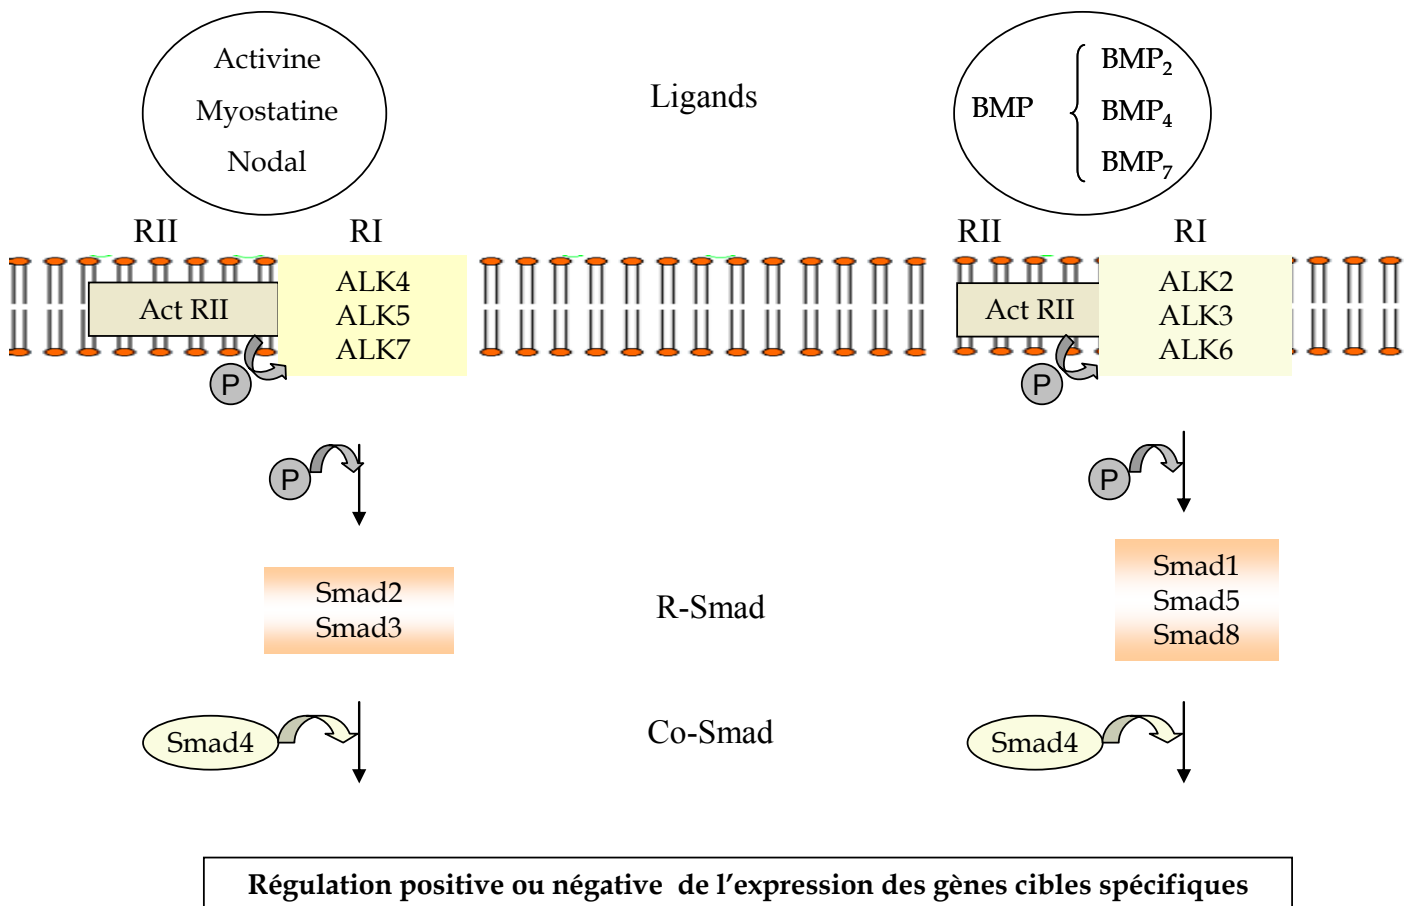 Activine
Myostatine
Nodal
Ligands
BMP
BMP2
BMP4
BMP7
RII
RI
RII
RI
Act RII
ALK4
ALK5
ALK7
P
Act RII
ALK2
ALK3
ALK6
P
P
P
Smad2
Smad3
R-Smad
Smad1
Smad5
Smad8
Smad4
Co-Smad
Smad4
Régulation positive ou négative de l’expression des gènes cibles spécifiques